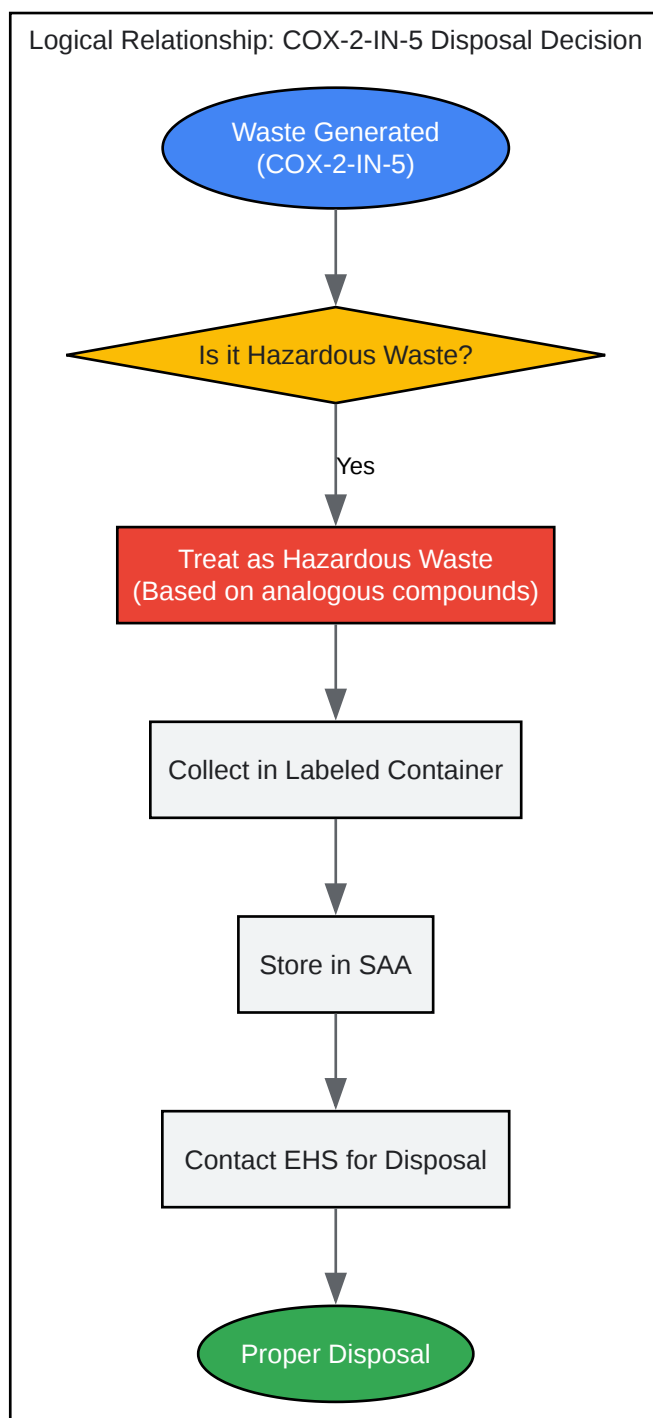 Logical Relationship: COX-2-IN-5 Disposal Decision
Waste Generated
(COX-2-IN-5)
Is it Hazardous Waste?
Yes
Treat as Hazardous Waste
(Based on analogous compounds)
Collect in Labeled Container
Store in SAA
Contact EHS for Disposal
Proper Disposal